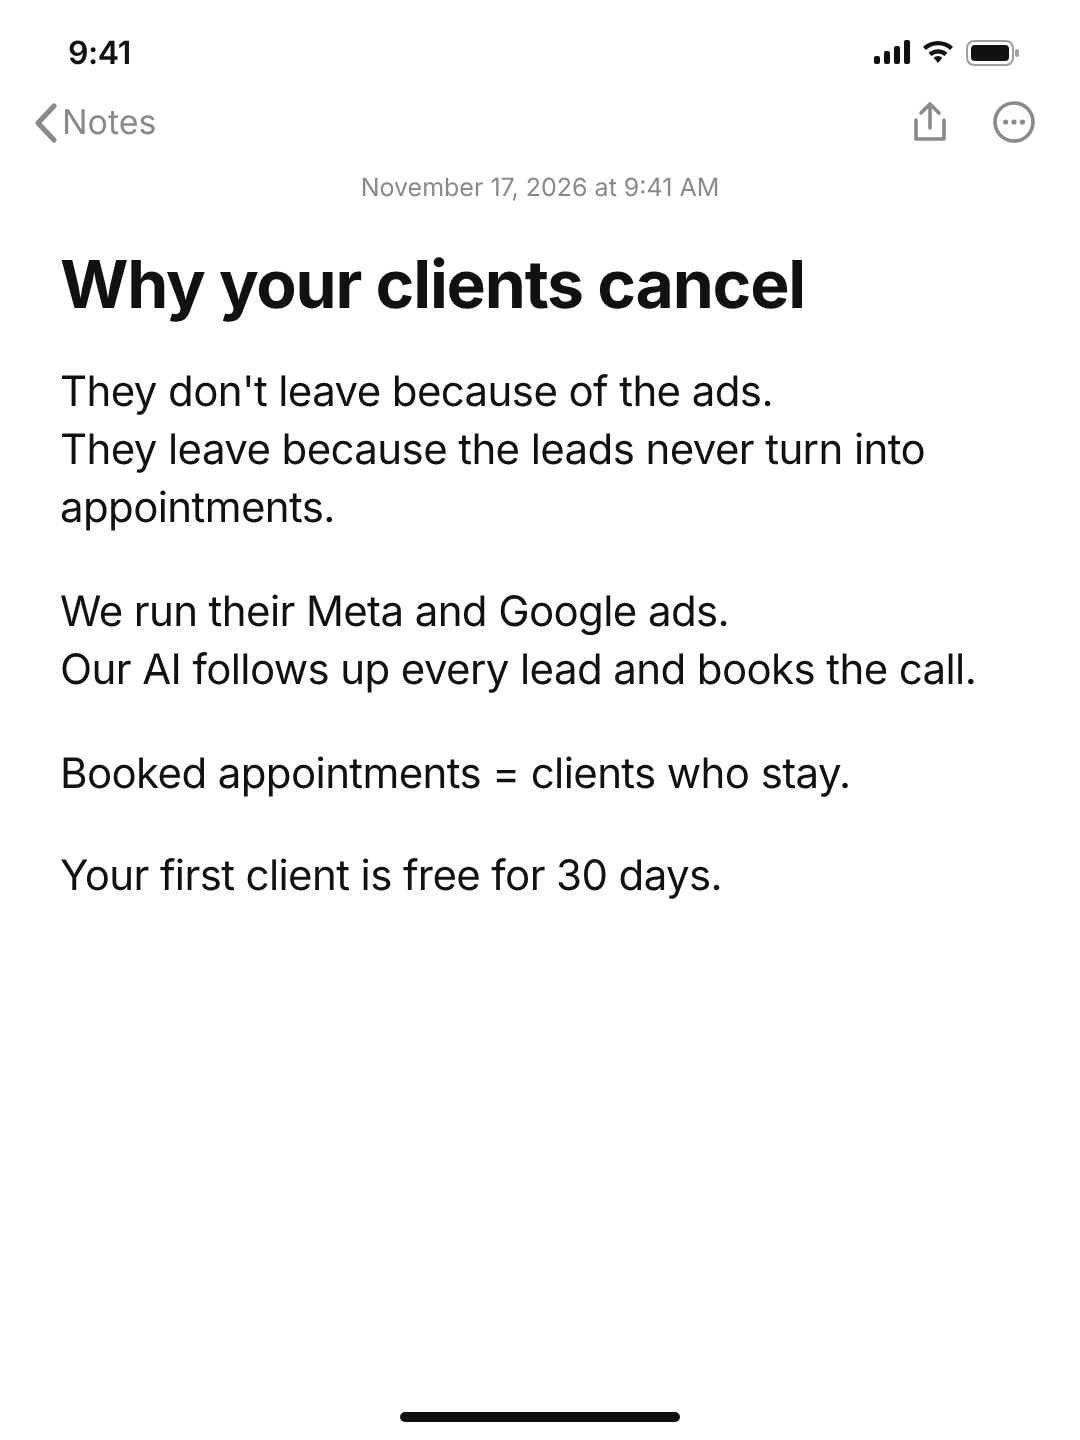 9:41
Notes
November 17, 2026 at 9:41 AM
Why your clients cancel
They don't leave because of the ads.
They leave because the leads never turn into
appointments.
We run their Meta and Google ads.
Our AI follows up every lead and books the call.
Booked appointments = clients who stay.
Your first client is free for 30 days.